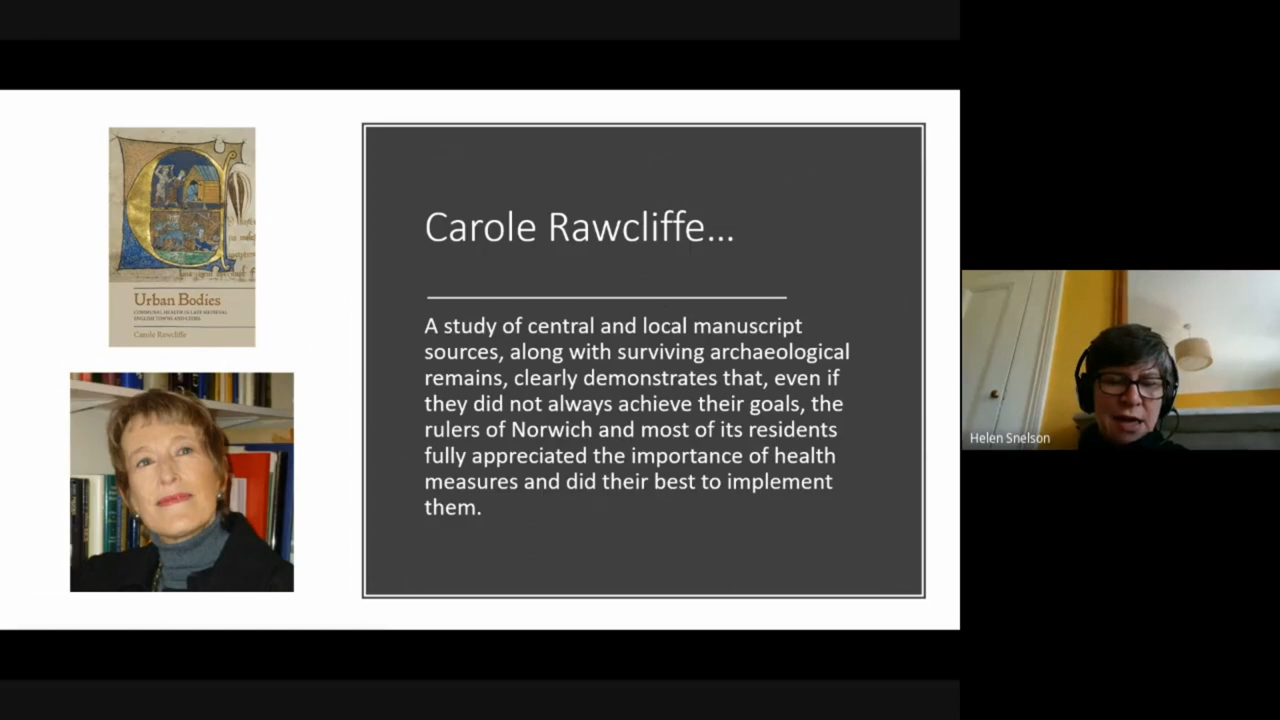 Urban Bodies
COMMUNAL HEALTH IN LATE MEDIEVAL
ENGLISH TOWNS AND CITIES
Carole Rawcliffe
Carole Rawcliffe...
A study of central and local manuscript
sources, along with surviving archaeological
remains, clearly demonstrates that, even if
they did not always achieve their goals, the
rulers of Norwich and most of its residents
fully appreciated the importance of health
measures and did their best to implement
them.
Helen Snelson